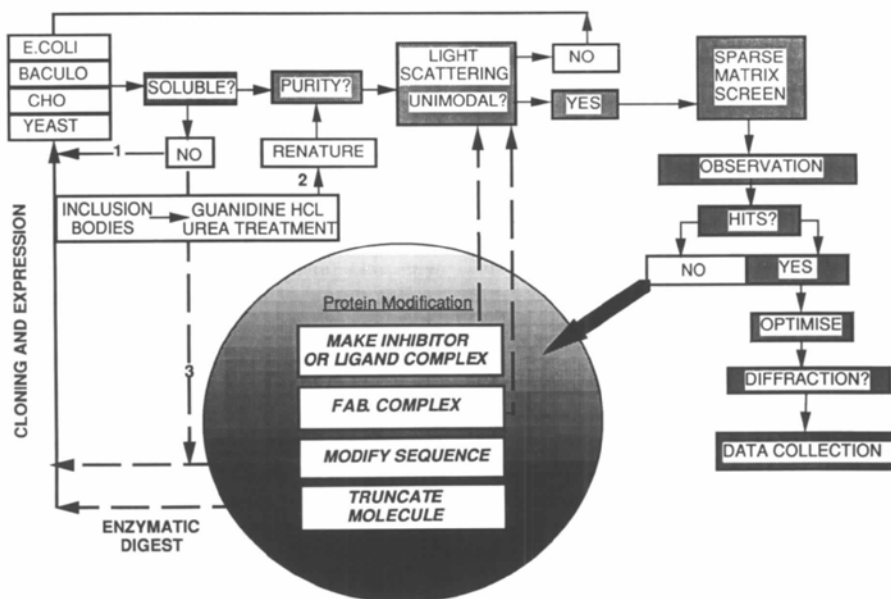 E.COLI
BACULO
CHO
YEAST
SOLUBLE?
PURITY?
LIGHT
SCATTERING
UNIMODAL?
NO
YES
SPARSE
MATRIX
SCREEN
1
NO
RENATURE
2
INCLUSION
BODIES
GUANIDINE HCL
UREA TREATMENT
OBSERVATION
HITS?
NO
YES
OPTIMISE
DIFFRACTION?
DATA COLLECTION
CLONING AND EXPRESSION
3
Protein Modification
MAKE INHIBITOR
OR LIGAND COMPLEX
FAB. COMPLEX
MODIFY SEQUENCE
TRUNCATE
MOLECULE
ENZYMATIC
DIGEST